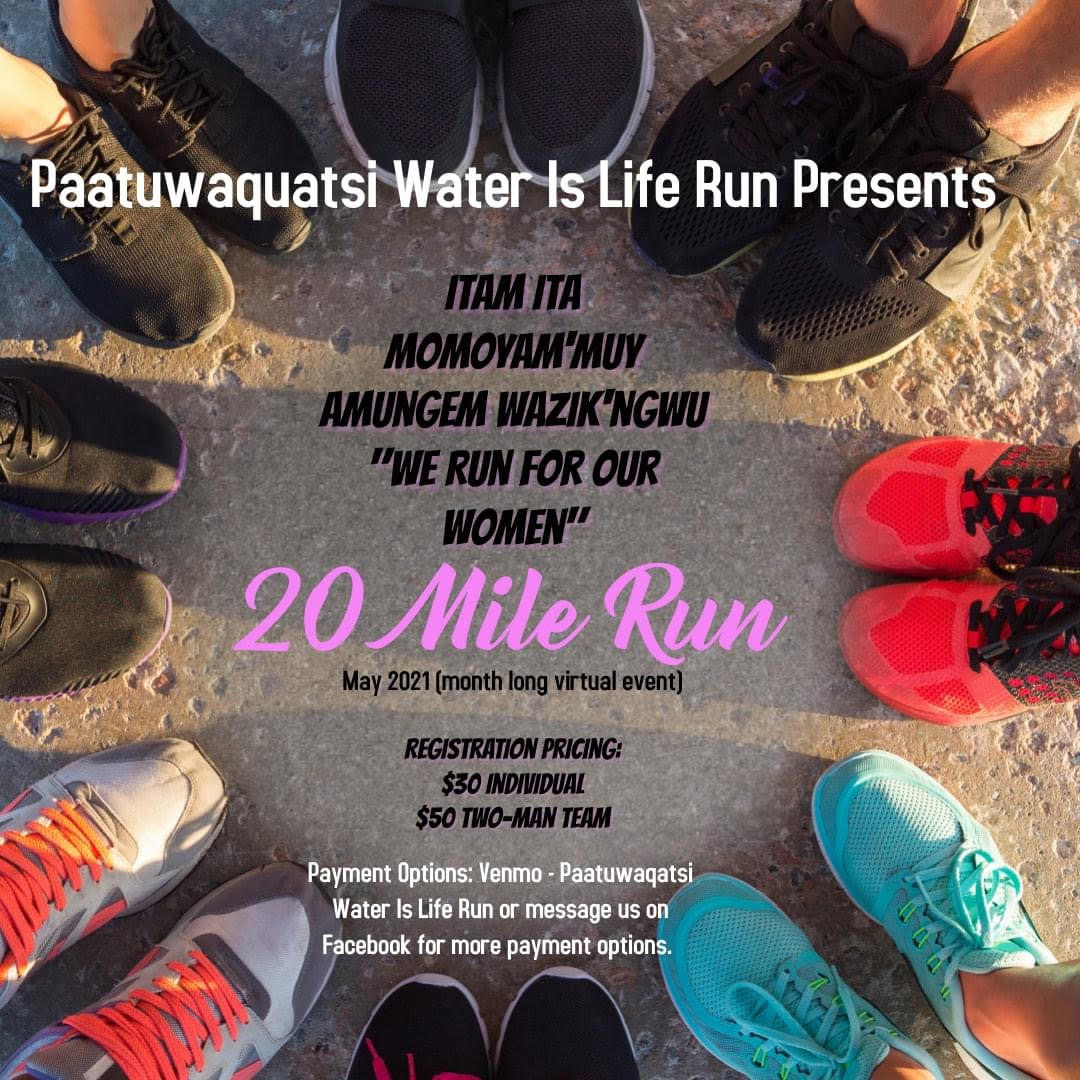 Paatuwaquatsi Water Is Life Run Presents
ITAM ITA
MOMOYAM'MUY
AMUNGEM WAZIK'NGWU
"WE RUN FOR OUR
WOMEN"
20 Mile Run
May 2021 (month long virtual event)
REGISTRATION PRICING:
$30 INDIVIDUAL
$50 TWO-MAN TEAM
Payment Options: Venmo - Paatuwaqatsi
Water Is Life Run or message us on
Facebook for more payment options.